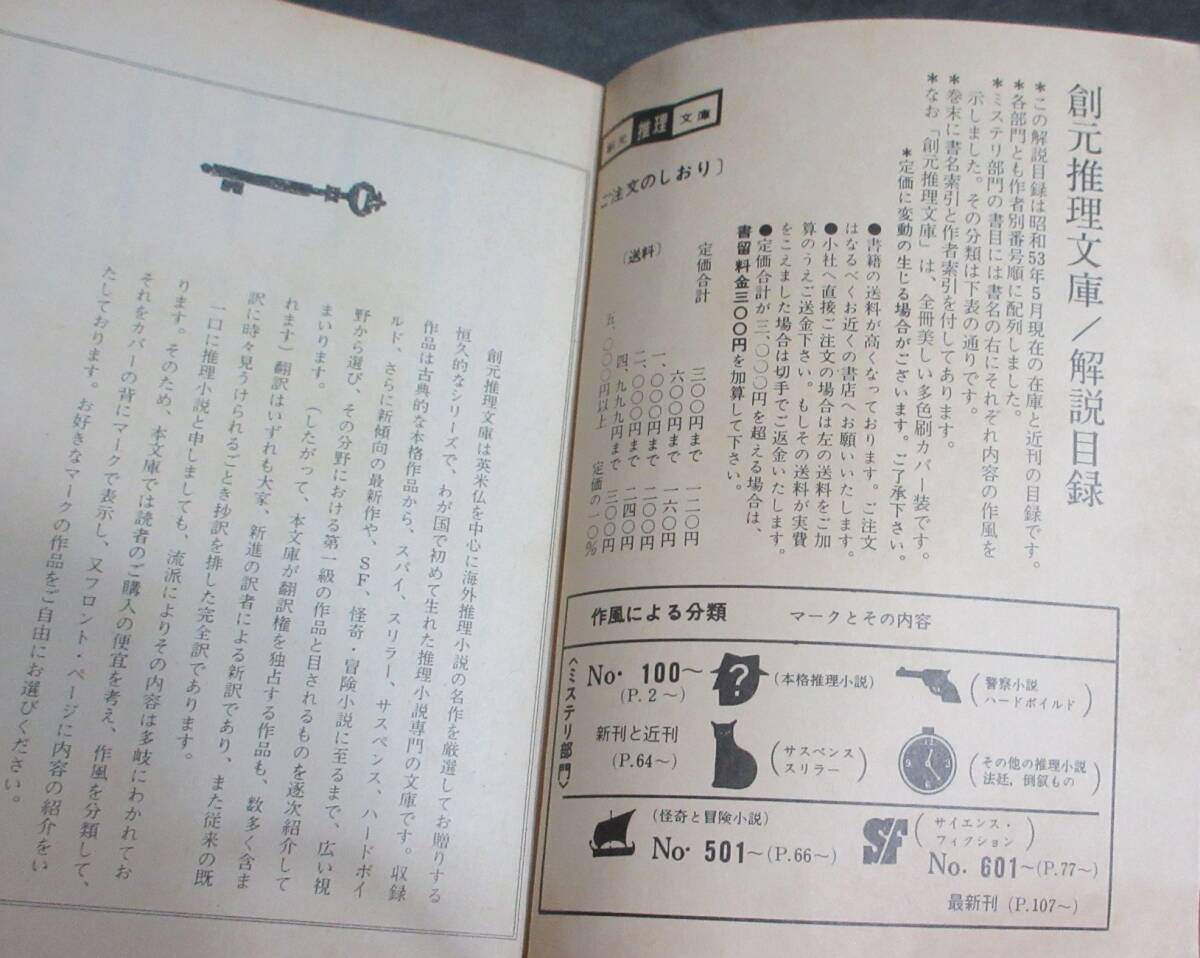 創元推理文庫/解説目録
＊この解説目録は昭和53年5月現在の在庫と近刊の目録です。
＊各部門とも作者別番号順に配列しました。
＊ミステリ部門の書目には書名の右にそれぞれ内容の作風を
示しました。その分類は下表の通りです。
＊巻末に書名索引と作者索引を付してあります。
＊なお「創元推理文庫」は、全冊美しい多色刷カバー装です。
＊定価に変動の生じる場合がございます。ご了承下さい。
創元 推理 文庫
ご注文のしおり〕
●書籍の送料が高くなっております。ご注文
はなるべくお近くの書店へお願いいたします。
●小社へ直接ご注文の場合は左の送料をご加
算のうえご送金下さい。もしその送料が実費
をこえました場合は切手でご返金いたします。
●定価合計が三、〇〇〇円を超える場合は、
書留料金三〇〇円を加算して下さい。
〔送料〕
定価合計
三〇〇円まで 一二〇円
六〇〇円まで 一六〇円
一、〇〇〇円まで 二〇〇円
二、〇〇〇円まで 二四〇円
四、九九九円まで 三〇〇円
五、〇〇〇円以上 定価の一〇%
作風による分類 マークとその内容
〈ミステリ部門〉
No. 100〜
(P.2〜)
新刊と近刊
(P.64〜)
?
(本格推理小説)
(警察小説
ハードボイルド)
(サスペンス
スリラー)
(その他の推理小説
法廷，倒叙もの)
(怪奇と冒険小説)
No. 501〜(P.66〜)
SF
(サイエンス・
フィクション)
No. 601〜(P.77〜)
最新刊 (P.107〜)
創元推理文庫は英米仏を中心に海外推理小説の名作を厳選してお贈りする
恒久的なシリーズで、わが国で初めて生れた推理小説専門の文庫です。収録
作品は古典的な本格作品から、スパイ、スリラー、サスペンス、ハードボイ
ルド、さらに新傾向の最新作や、SF、怪奇・冒険小説に至るまで、広い視
野から選び、その分野における第一級の作品と目されるものを逐次紹介して
まいります。（したがって、本文庫が翻訳権を独占する作品も、数多く含ま
れます）翻訳はいずれも大家、新進の訳者による新訳であり、また従来の既
訳に時々見うけられるごとき抄訳を排した完全訳であります。
一口に推理小説と申しましても、流派によりその内容は多岐にわかれてお
ります。そのため、本文庫では読者のご購入の便宜を考え、作風を分類して、
それをカバーの背にマークで表示し、又フロント・ページに内容の紹介をい
たしております。お好きなマークの作品をご自由にお選びください。